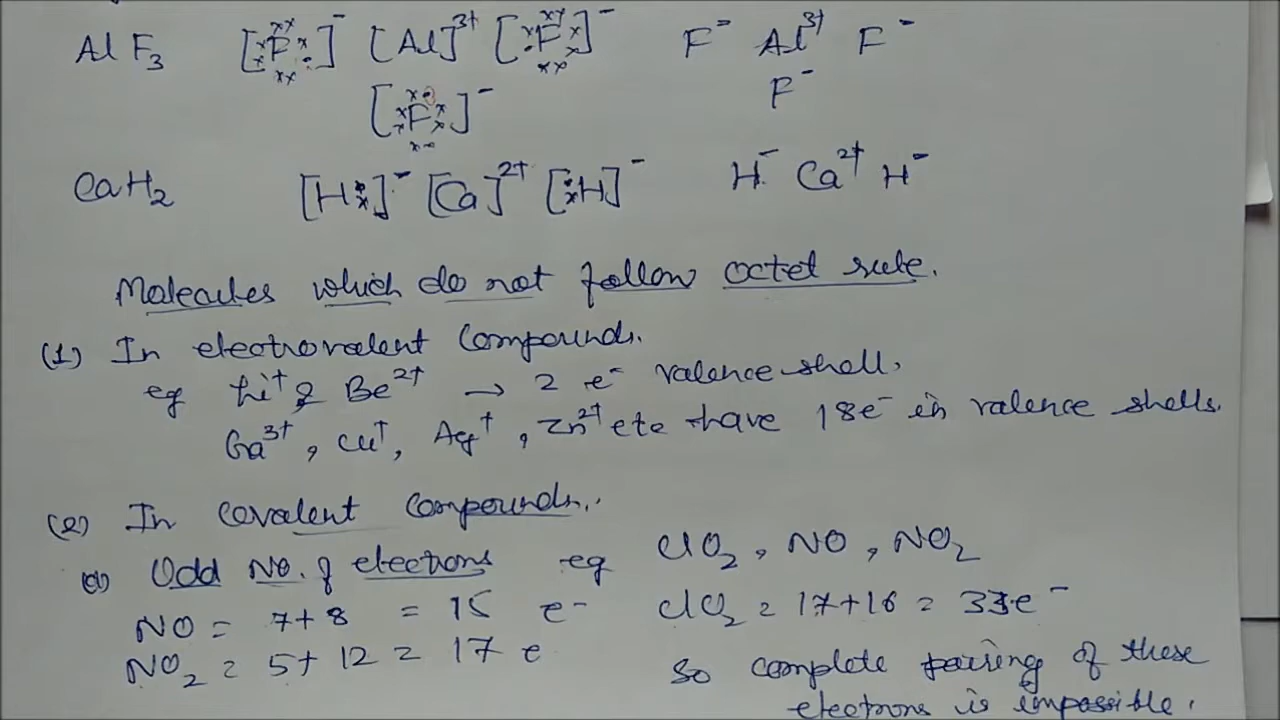 AlF₃ [F]⁻ [Al]³⁺ [F]⁻ F⁻ Al³⁺ F⁻
[F]⁻ F⁻
CaH₂ [H:]⁻ [Ca]²⁺ [:H]⁻ H⁻ Ca²⁺ H⁻
Molecules which do not follow octet rule.
(1) In electrovalent compounds.
eg Li⁺ & Be²⁺ → 2 e⁻ valence shell.
Ga³⁺, Cu⁺, Ag⁺, Zn²⁺ etc have 18e⁻ in valence shells.
(2) In covalent compounds.
(a) Odd No. of electrons eg ClO₂, NO, NO₂
NO = 7+8 = 15 e⁻ ClO₂ = 17+16 = 33e⁻
NO₂ = 5+12 = 17 e
So complete pairing of these
electrons is impossible.